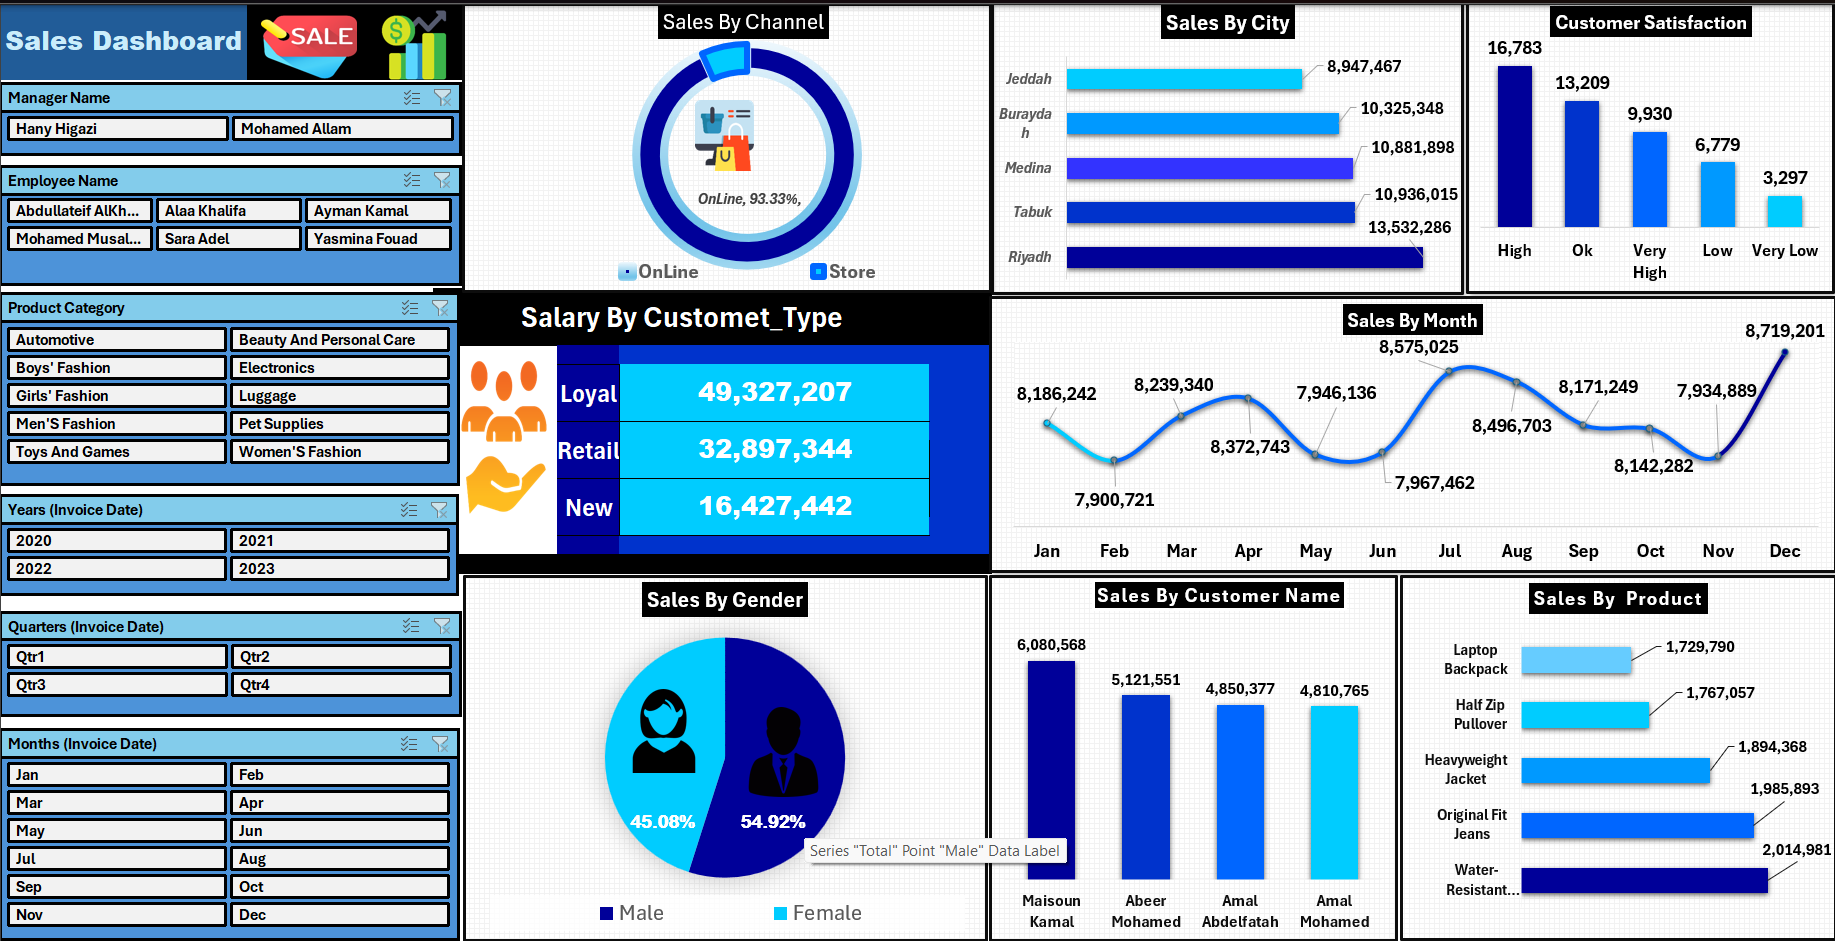 Sales Dashboard
SALE
Manager Name
Hany Higazi
Mohamed Allam
Employee Name
Abdullateif AlKh...
Alaa Khalifa
Ayman Kamal
Mohamed Musal...
Sara Adel
Yasmina Fouad
Product Category
Automotive
Beauty And Personal Care
Boys' Fashion
Electronics
Girls' Fashion
Luggage
Men'S Fashion
Pet Supplies
Toys And Games
Women'S Fashion
Years (Invoice Date)
2020
2021
2022
2023
Quarters (Invoice Date)
Qtr1
Qtr2
Qtr3
Qtr4
Months (Invoice Date)
Jan
Feb
Mar
Apr
May
Jun
Jul
Aug
Sep
Oct
Nov
Dec
Sales By Channel
OnLine, 93.33%,
OnLine
Store
Sales By City
Jeddah
8,947,467
Burayda
h
10,325,348
Medina
10,881,898
Tabuk
10,936,015
Riyadh
13,532,286
Customer Satisfaction
16,783
13,209
9,930
6,779
3,297
High
Ok
Very
High
Low
Very Low
Salary By Customet_Type
Loyal
49,327,207
Retail
32,897,344
New
16,427,442
Sales By Month
8,186,242
7,900,721
8,239,340
8,372,743
7,946,136
7,967,462
8,575,025
8,496,703
8,171,249
8,142,282
7,934,889
8,719,201
Jan
Feb
Mar
Apr
May
Jun
Jul
Aug
Sep
Oct
Nov
Dec
Sales By Gender
45.08%
54.92%
Series "Total" Point "Male" Data Label
Male
Female
Sales By Customer Name
6,080,568
5,121,551
4,850,377
4,810,765
Maisoun
Kamal
Abeer
Mohamed
Amal
Abdelfatah
Amal
Mohamed
Sales By Product
Laptop
Backpack
1,729,790
Half Zip
Pullover
1,767,057
Heavyweight
Jacket
1,894,368
Original Fit
Jeans
1,985,893
Water-
Resistant...
2,014,981